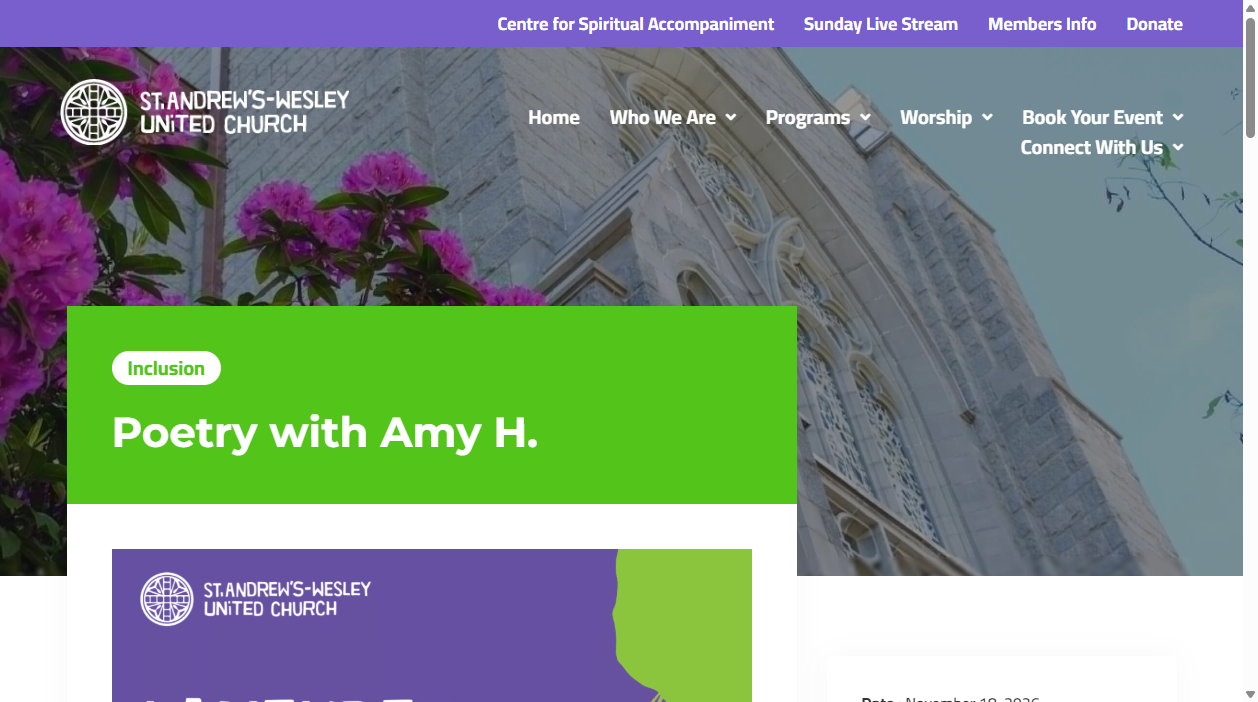 Centre for Spiritual Accompaniment Sunday Live Stream Members Info Donate
ST. ANDREW'S-WESLEY
UNITED CHURCH
Home Who We Are Programs Worship Book Your Event
Connect With Us
Inclusion
Poetry with Amy H.
ST. ANDREW'S-WESLEY
UNITED CHURCH